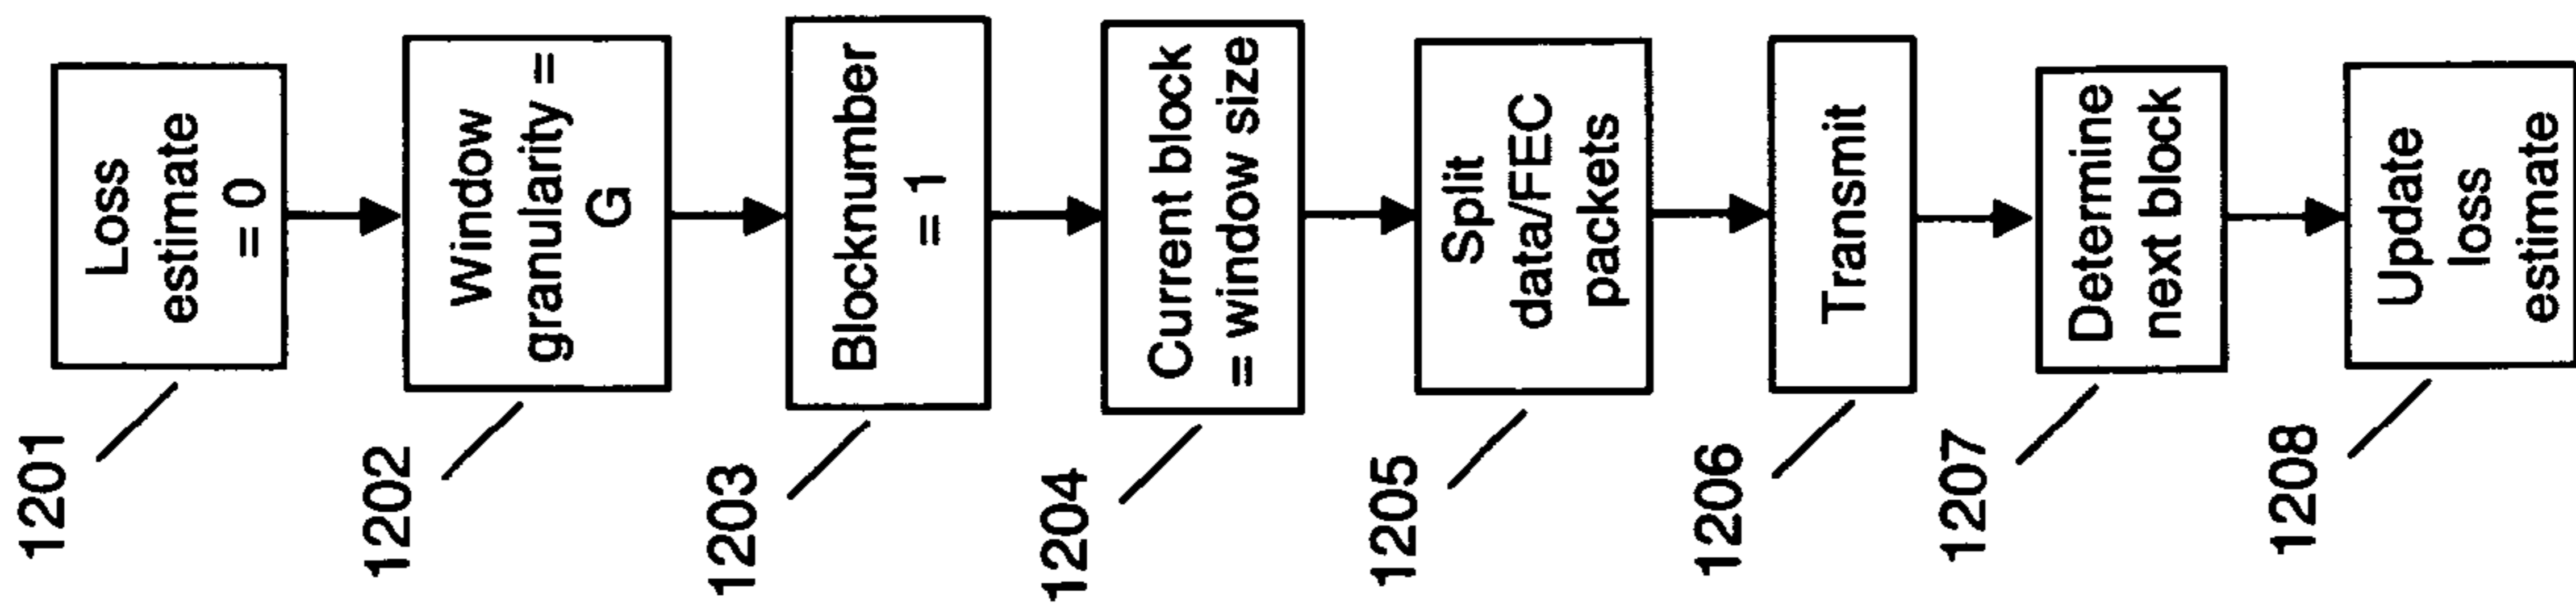 1201
Loss
estimate
= 0
1202
Window
granularity =
G
1203
Blocknumber
= 1
1204
Current block
= window size
1205
Split
data/FEC
packets
1206
Transmit
1207
Determine
next block
1208
Update
loss
estimate